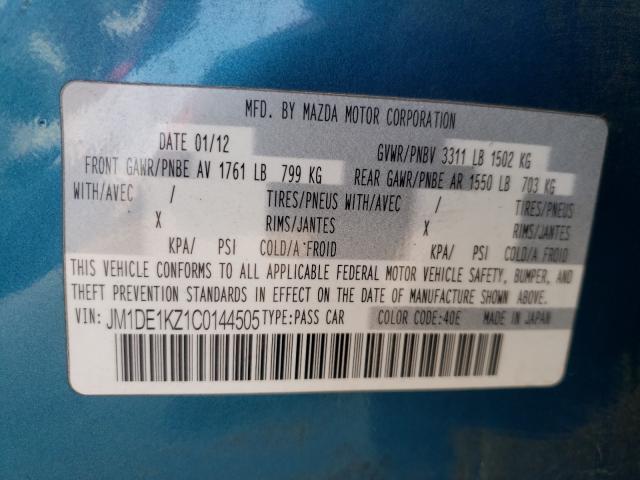 MFD. BY MAZDA MOTOR CORPORATION
DATE 01/12 GVWR/PNBV 3311 LB 1502 KG
FRONT GAWR/PNBE AV 1761 LB 799 KG REAR GAWR/PNBE AR 1550 LB 703 KG
WITH/AVEC / TIRES/PNEUS WITH/AVEC / TIRES/PNEUS
X RIMS/JANTES X RIMS/JANTES
KPA/ PSI COLD/A FROID KPA/ PSI COLD/A FROID
THIS VEHICLE CONFORMS TO ALL APPLICABLE FEDERAL MOTOR VEHICLE SAFETY, BUMPER, AND
THEFT PREVENTION STANDARDS IN EFFECT ON THE DATE OF MANUFACTURE SHOWN ABOVE.
VIN: JM1DE1KZ1C0144505 TYPE:PASS CAR COLOR CODE:40E MADE IN JAPAN